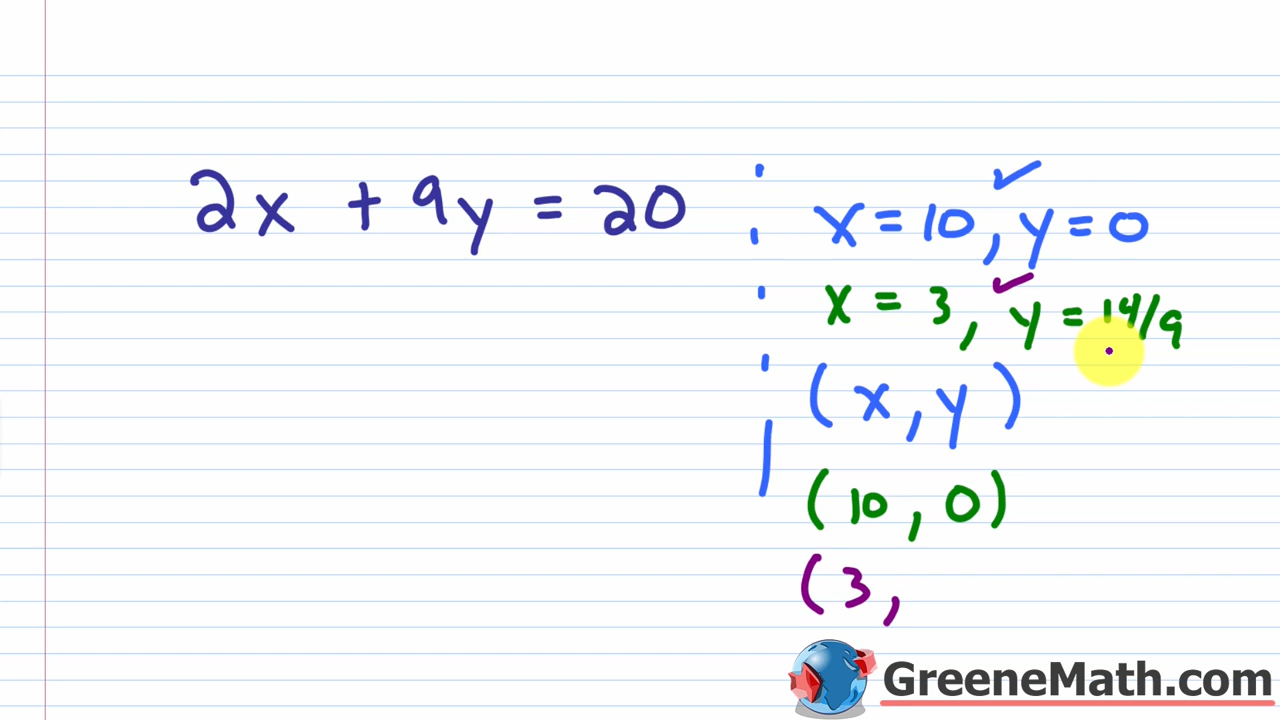 2x + 9y = 20
x = 10, y = 0
x = 3, y = 14/9
(x, y)
(10, 0)
(3,
GreeneMath.com